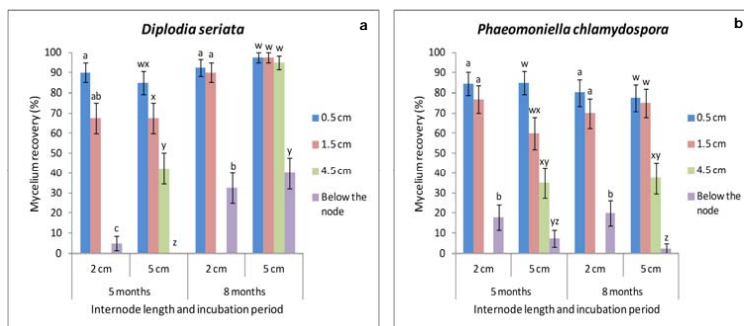 a
Diplodia seriata
Mycelium recovery (%)
100
90
80
70
60
50
40
30
20
10
0
a
ab
c
wx
x
y
z
a
a
b
w
w
w
y
2 cm
5 cm
2 cm
5 cm
5 months
8 months
Internode length and incubation period
0.5 cm
1.5 cm
4.5 cm
Below the
node
b
Phaeomoniella chlamydospora
Mycelium recovery (%)
100
90
80
70
60
50
40
30
20
10
0
a
a
b
w
wx
xy
yz
a
a
b
w
w
xy
z
2 cm
5 cm
2 cm
5 cm
5 months
8 months
Internode length and incubation period
0.5 cm
1.5 cm
4.5 cm
Below the
node